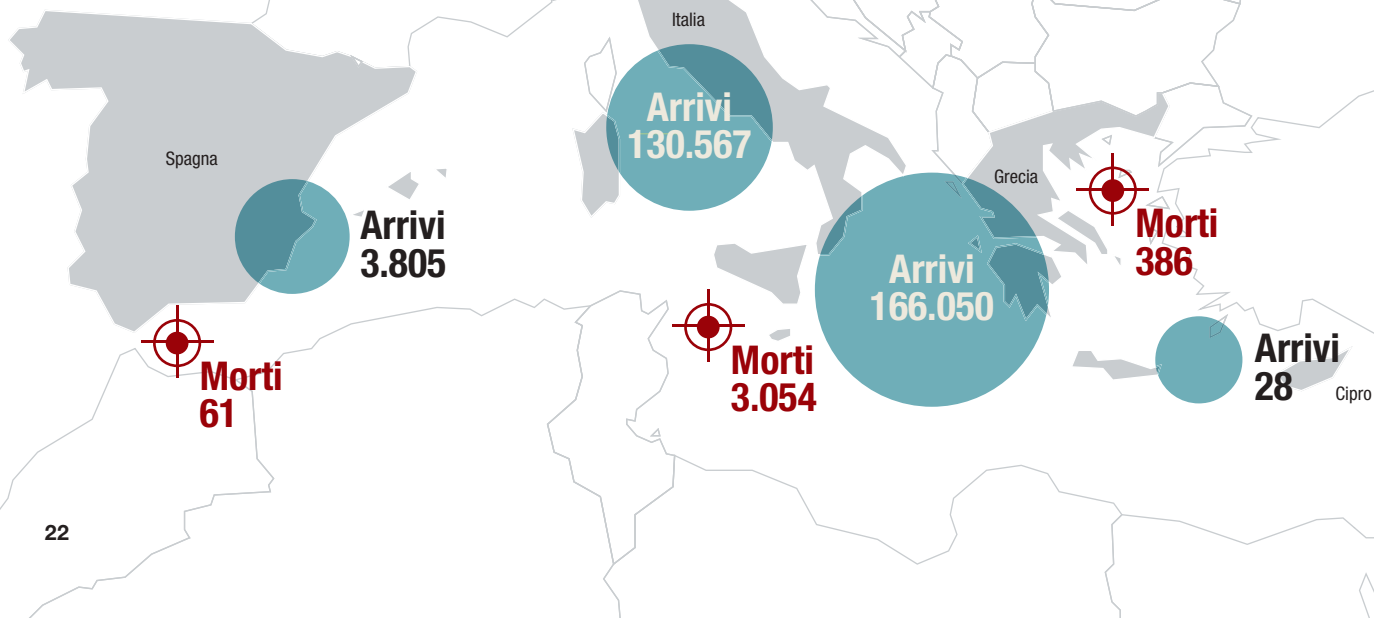 Italia
Arrivi
130.567
Spagna
Grecia
Arrivi
3.805
Morti
386
Arrivi
166.050
Morti
61
Morti
3.054
Arrivi
28
Cipro
22